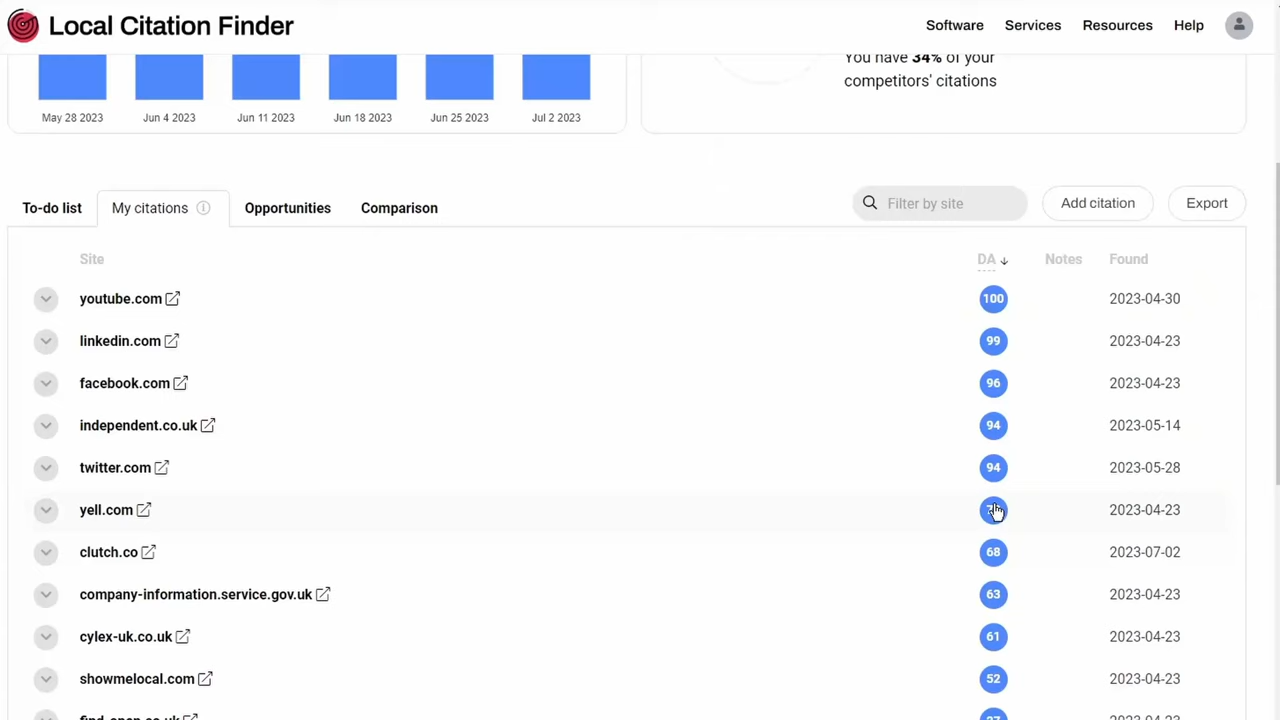 Local Citation Finder
Software Services Resources Help
You have 34% of your
competitors' citations
May 28 2023 Jun 4 2023 Jun 11 2023 Jun 18 2023 Jun 25 2023 Jul 2 2023
To-do list My citations Opportunities Comparison Filter by site Add citation Export
Site DA ↓ Notes Found
youtube.com 100 2023-04-30
linkedin.com 99 2023-04-23
facebook.com 96 2023-04-23
independent.co.uk 94 2023-05-14
twitter.com 94 2023-05-28
yell.com 2023-04-23
clutch.co 68 2023-07-02
company-information.service.gov.uk 63 2023-04-23
cylex-uk.co.uk 61 2023-04-23
showmelocal.com 52 2023-04-23